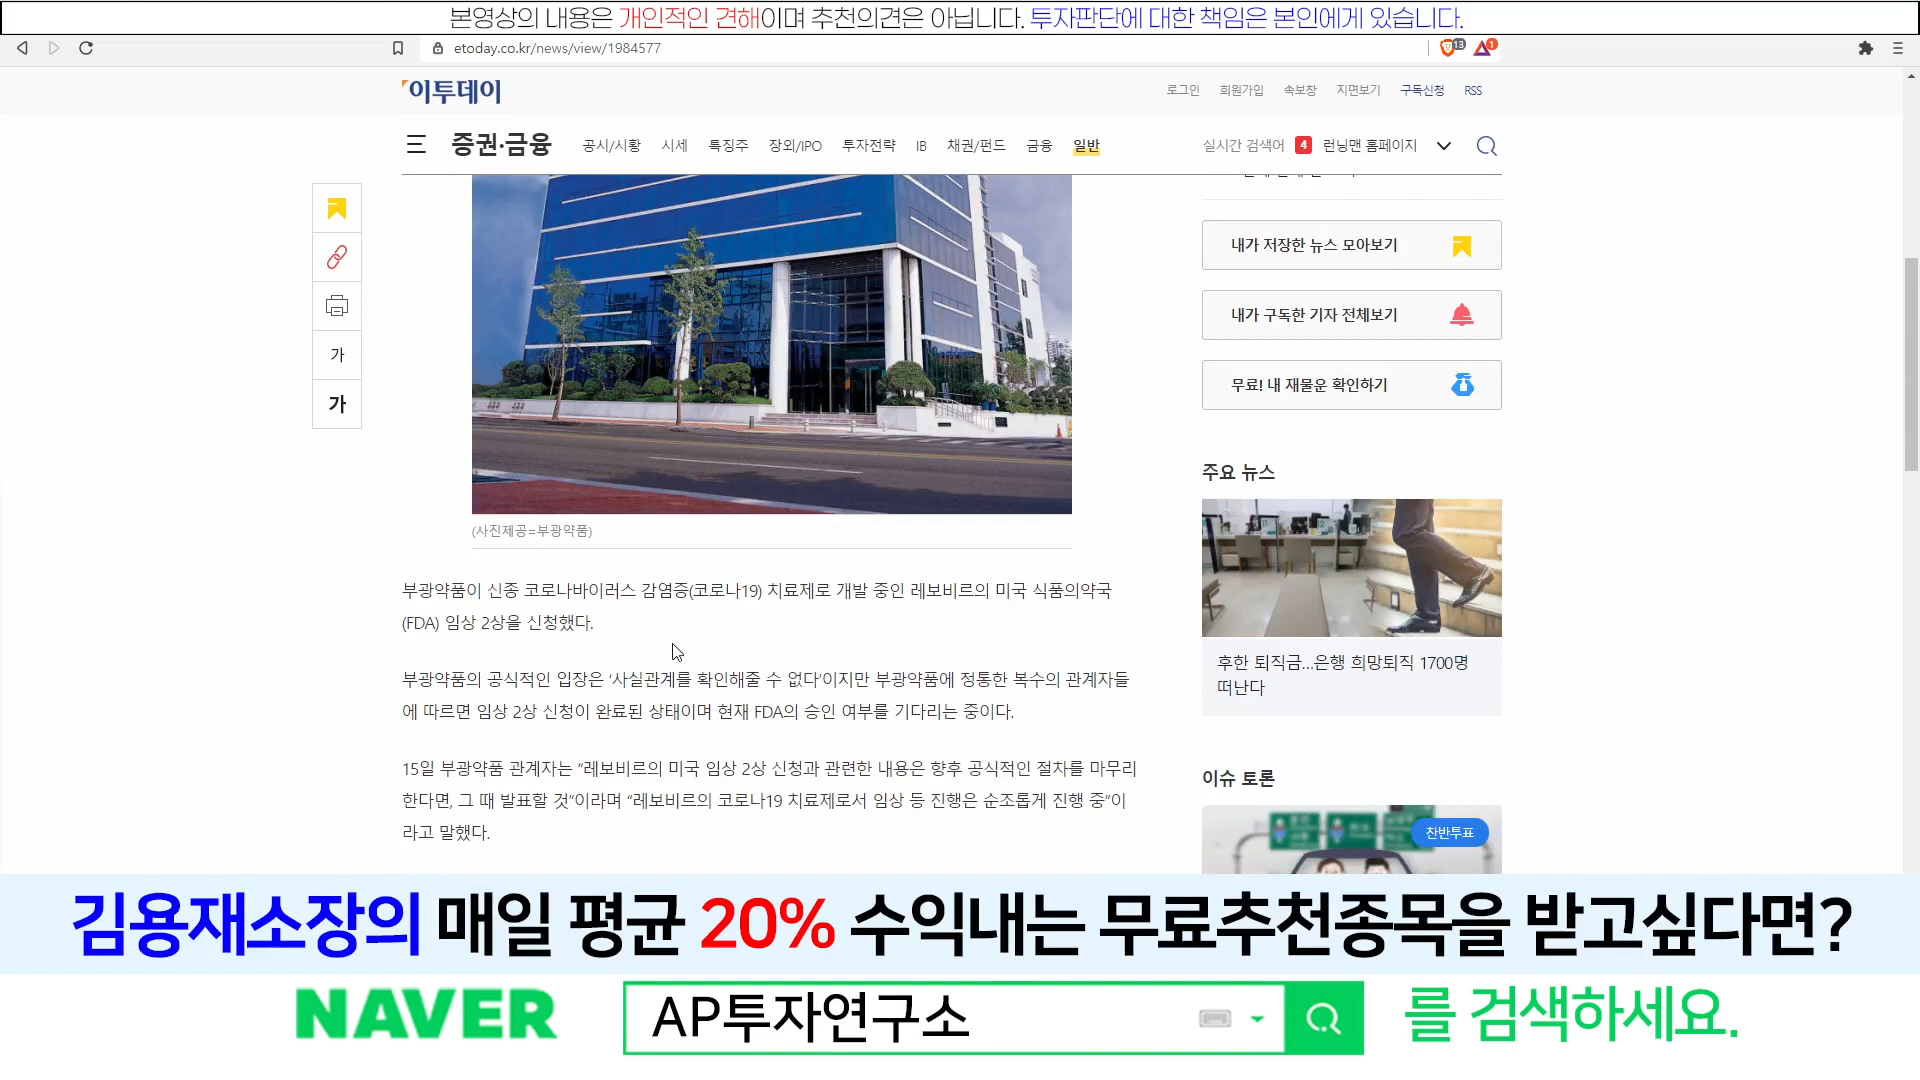 본영상의 내용은 개인적인 견해이며 추천의견은 아닙니다. 투자판단에 대한 책임은 본인에게 있습니다.
etoday.co.kr/news/view/1984577
13
1
이투데이
로그인 회원가입 속보창 지면보기 구독신청 RSS
증권·금융 공시/시황 시세 특징주 장외/IPO 투자전략 IB 채권/펀드 금융 일반
실시간 검색어 4 런닝맨 홈페이지
가
가
내가 저장한 뉴스 모아보기
내가 구독한 기자 전체보기
무료! 내 재물운 확인하기
(사진제공=부광약품)
부광약품이 신종 코로나바이러스 감염증(코로나19) 치료제로 개발 중인 레보비르의 미국 식품의약국
(FDA) 임상 2상을 신청했다.
부광약품의 공식적인 입장은 ‘사실관계를 확인해줄 수 없다’이지만 부광약품에 정통한 복수의 관계자들
에 따르면 임상 2상 신청이 완료된 상태이며 현재 FDA의 승인 여부를 기다리는 중이다.
15일 부광약품 관계자는 “레보비르의 미국 임상 2상 신청과 관련한 내용은 향후 공식적인 절차를 마무리
한다면, 그 때 발표할 것”이라며 “레보비르의 코로나19 치료제로서 임상 등 진행은 순조롭게 진행 중”이
라고 말했다.
주요 뉴스
후한 퇴직금...은행 희망퇴직 1700명
떠난다
이슈 토론
찬반투표
김용재소장의 매일 평균 20% 수익내는 무료추천종목을 받고싶다면?
NAVER AP투자연구소 를 검색하세요.